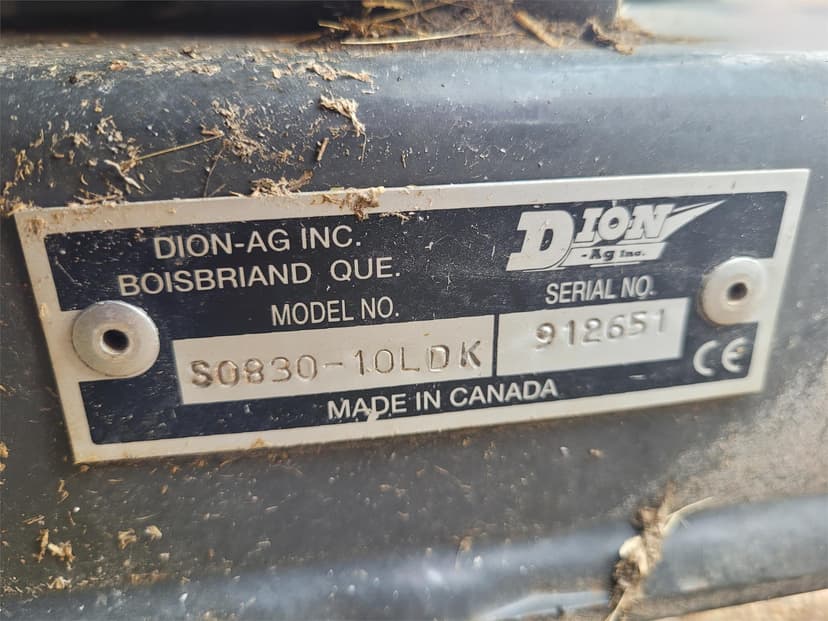 DION-AG INC.
BOISBRIAND QUE.
DION
-Ag Inc.
MODEL NO.
SERIAL NO.
S0830-10LDK
912651
CE
MADE IN CANADA